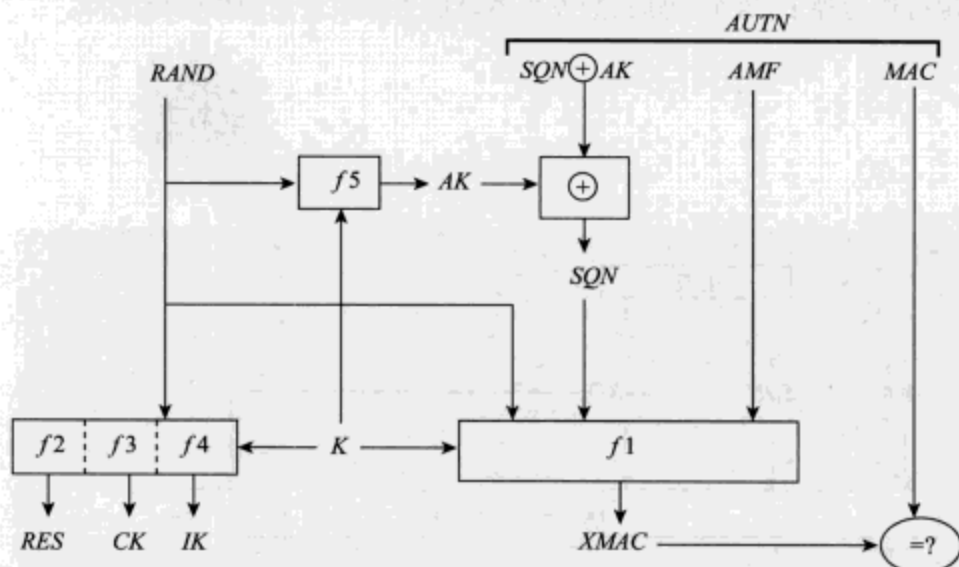 AUTN
RAND
SQN⊕AK
AMF
MAC
f5
AK
⊕
SQN
f2
f3
f4
K
f1
RES
CK
IK
XMAC
=?